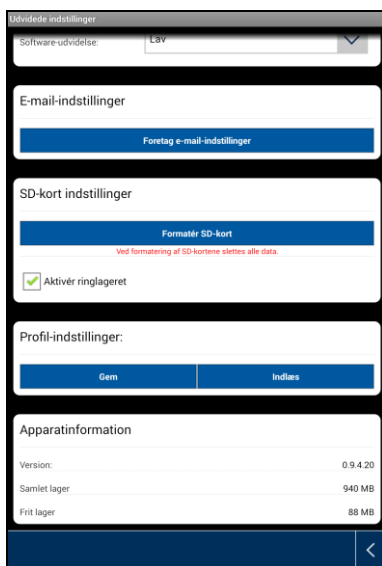 Udvidede indstillinger
Software-udvidelse: Lav
E-mail-indstillinger
Foretag e-mail-indstillinger
SD-kort indstillinger
Formatér SD-kort
Ved formatering af SD-kortene slettes alle data.
Aktivér ringlageret
Profil-indstillinger:
Gem Indlæs
Apparatinformation
Version: 0.9.4.20
Samlet lager 940 MB
Frit lager 88 MB